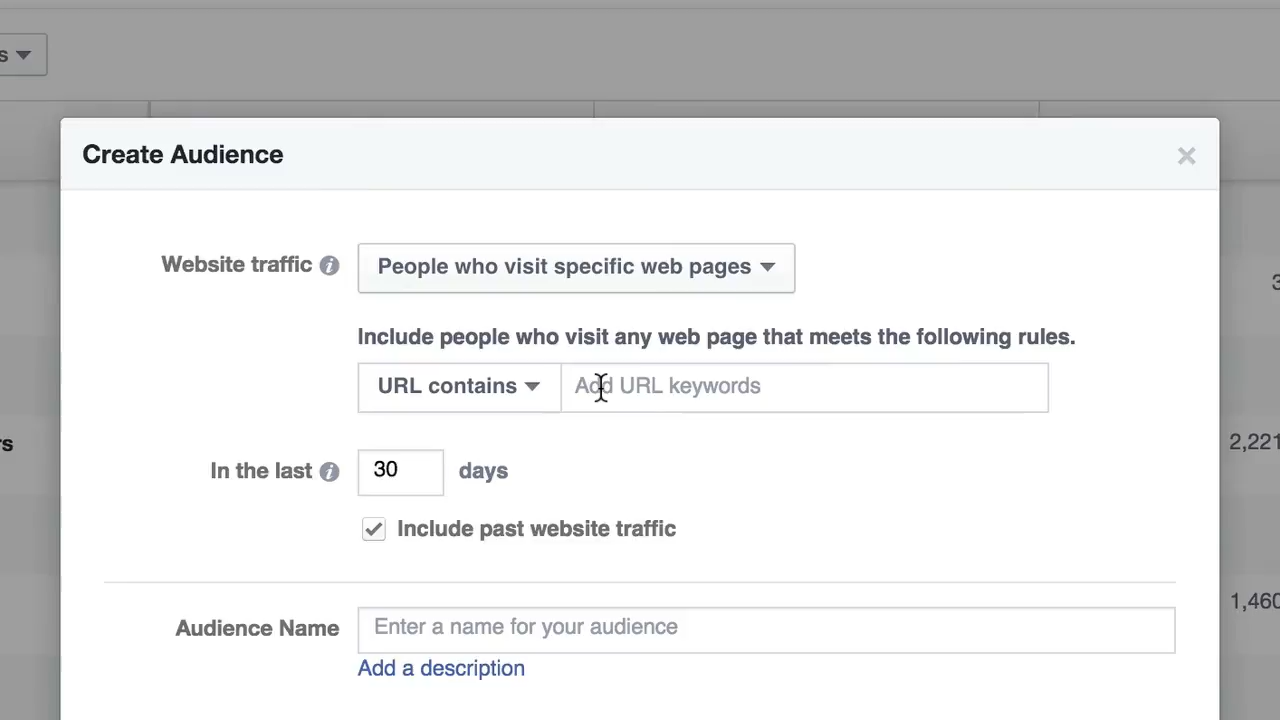 s
Create Audience
×
Website traffic i
People who visit specific web pages
Include people who visit any web page that meets the following rules.
URL contains
Add URL keywords
In the last i
30
days
Include past website traffic
Audience Name
Enter a name for your audience
Add a description
3
rs
2,221
1,460